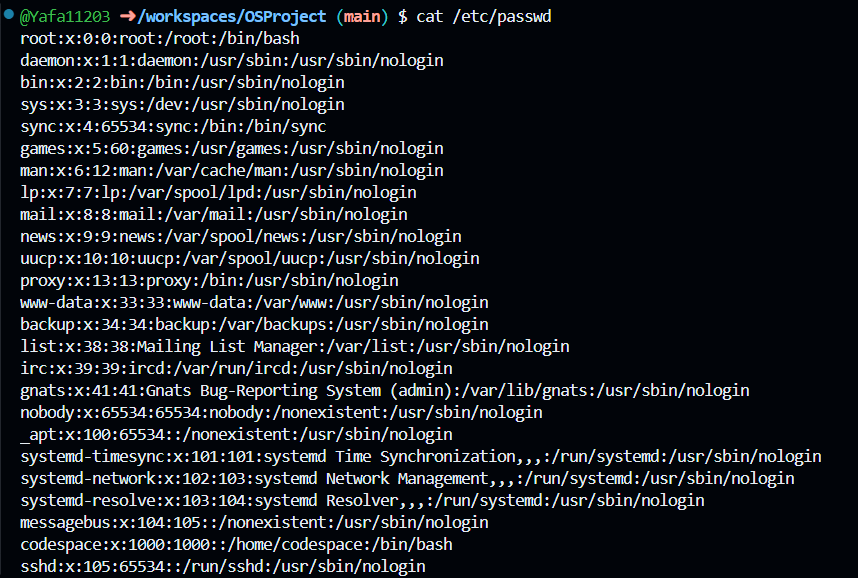 @Yafa11203 ➜/workspaces/OSProject (main) $ cat /etc/passwd
root:x:0:0:root:/root:/bin/bash
daemon:x:1:1:daemon:/usr/sbin:/usr/sbin/nologin
bin:x:2:2:bin:/bin:/usr/sbin/nologin
sys:x:3:3:sys:/dev:/usr/sbin/nologin
sync:x:4:65534:sync:/bin:/bin/sync
games:x:5:60:games:/usr/games:/usr/sbin/nologin
man:x:6:12:man:/var/cache/man:/usr/sbin/nologin
lp:x:7:7:lp:/var/spool/lpd:/usr/sbin/nologin
mail:x:8:8:mail:/var/mail:/usr/sbin/nologin
news:x:9:9:news:/var/spool/news:/usr/sbin/nologin
uucp:x:10:10:uucp:/var/spool/uucp:/usr/sbin/nologin
proxy:x:13:13:proxy:/bin:/usr/sbin/nologin
www-data:x:33:33:www-data:/var/www:/usr/sbin/nologin
backup:x:34:34:backup:/var/backups:/usr/sbin/nologin
list:x:38:38:Mailing List Manager:/var/list:/usr/sbin/nologin
irc:x:39:39:ircd:/var/run/ircd:/usr/sbin/nologin
gnats:x:41:41:Gnats Bug-Reporting System (admin):/var/lib/gnats:/usr/sbin/nologin
nobody:x:65534:65534:nobody:/nonexistent:/usr/sbin/nologin
_apt:x:100:65534::/nonexistent:/usr/sbin/nologin
systemd-timesync:x:101:101:systemd Time Synchronization,,,:/run/systemd:/usr/sbin/nologin
systemd-network:x:102:103:systemd Network Management,,,:/run/systemd:/usr/sbin/nologin
systemd-resolve:x:103:104:systemd Resolver,,,:/run/systemd:/usr/sbin/nologin
messagebus:x:104:105::/nonexistent:/usr/sbin/nologin
codespace:x:1000:1000::/home/codespace:/bin/bash
sshd:x:105:65534::/run/sshd:/usr/sbin/nologin